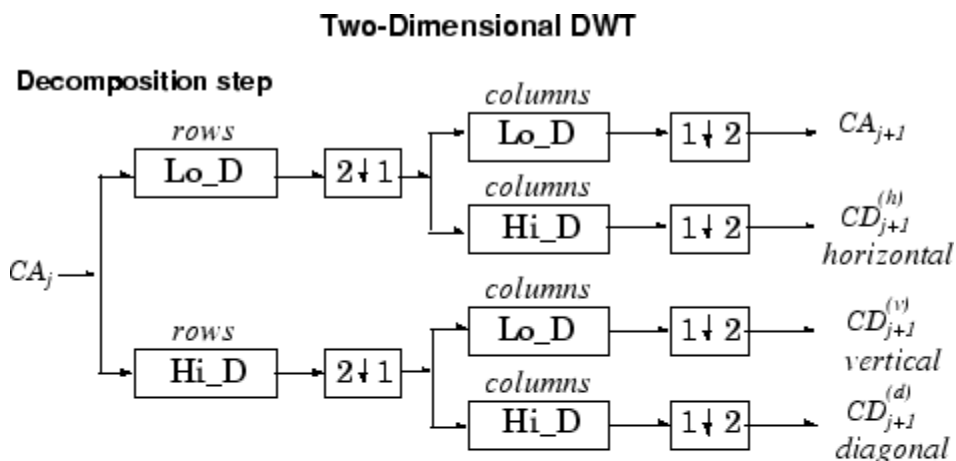 Two-Dimensional DWT
Decomposition step
columns
rows
Lo_D
1↓2
CA_{j+1}
Lo_D
2↓1
columns
Hi_D
1↓2
CD_{j+1}^{(h)}
horizontal
CA_j
columns
rows
Lo_D
1↓2
CD_{j+1}^{(v)}
vertical
Hi_D
2↓1
columns
Hi_D
1↓2
CD_{j+1}^{(d)}
diagonal